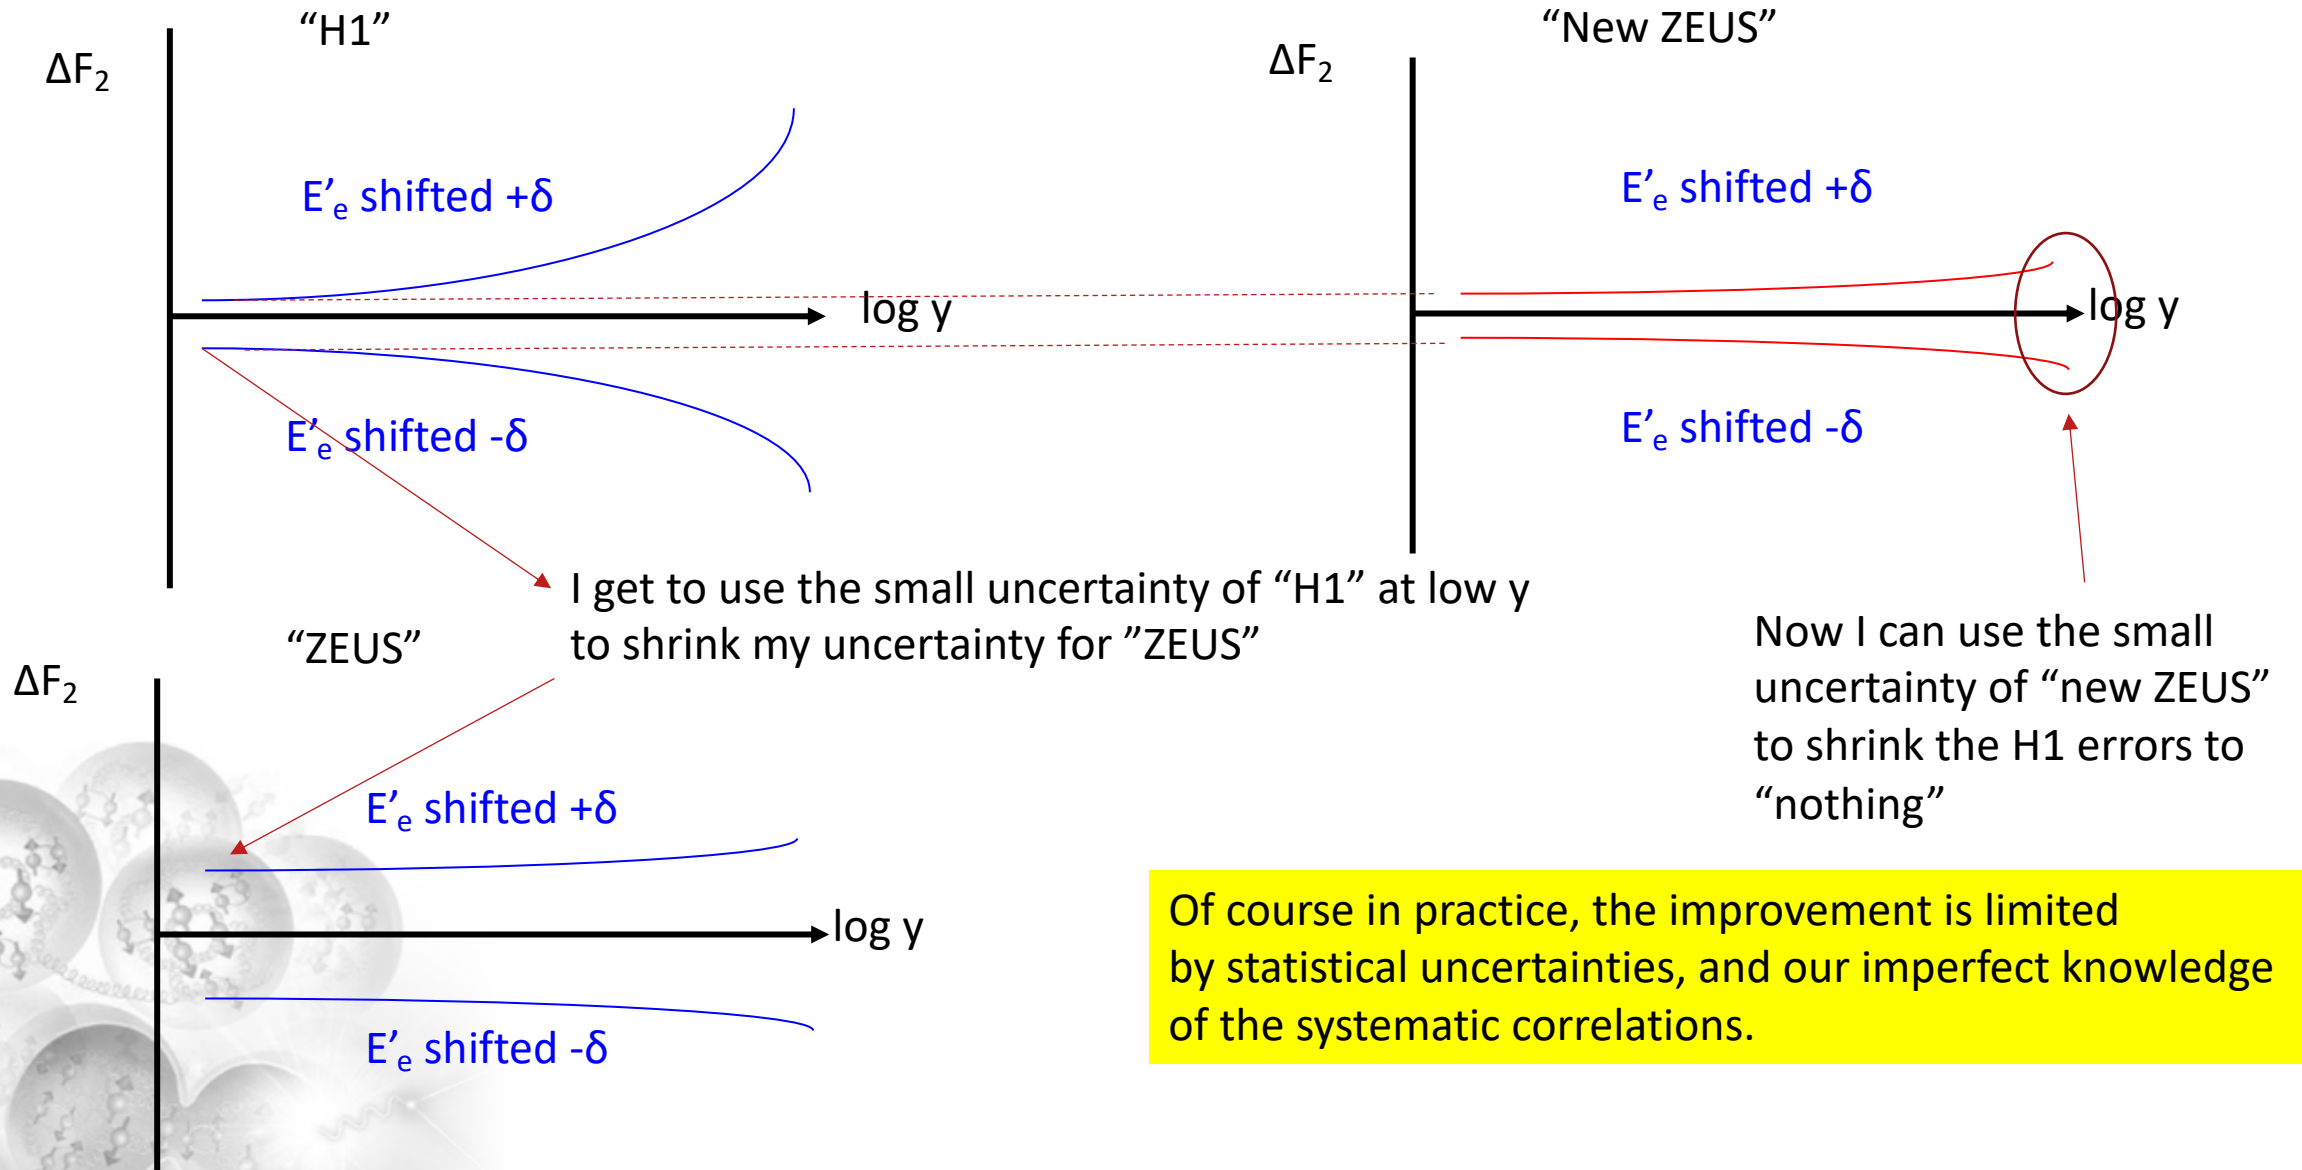 “H1”
ΔF₂
E’ₑ shifted +δ
log y
E’ₑ shifted -δ
“New ZEUS”
ΔF₂
E’ₑ shifted +δ
log y
E’ₑ shifted -δ
I get to use the small uncertainty of “H1” at low y
to shrink my uncertainty for ”ZEUS”
Now I can use the small
uncertainty of “new ZEUS”
to shrink the H1 errors to
“nothing”
“ZEUS”
ΔF₂
E’ₑ shifted +δ
log y
E’ₑ shifted -δ
Of course in practice, the improvement is limited
by statistical uncertainties, and our imperfect knowledge
of the systematic correlations.